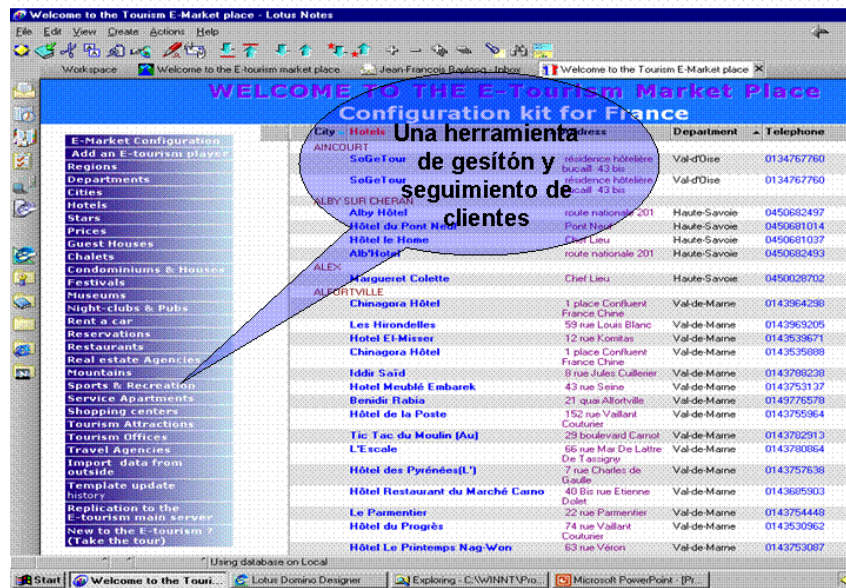 Welcome to the Tourism E-Market place - Lotus Notes
File Edit View Create Actions Help
Workspace Welcome to the E-tourism market place Jean-François Inbox Welcome to the Tourism E-Market place
WELCOME TO THE E-Tourism Market Place
Configuration kit for France
Una herramienta
de gesítón y
seguimiento de
clientes
E-Market Configuration
Add an E-tourism player
Regions
Departments
Cities
Hotels
Stars
Prices
Guest Houses
Chalets
Condominiums & Houses
Festivals
Museums
Night-clubs & Pubs
Rent a car
Reservations
Restaurants
Real estate Agencies
Mountains
Sports & Recreation
Service Apartments
Shopping centers
Tourism Attractions
Tourism Offices
Travel Agencies
Import data from
outside
Template update
history
Replication to the
E-tourism main server
New to the E-tourism ?
(Take the tour)
City Hotels Address Department Telephone
AINCOURT
SoGeTour résidence hôtelière Val-d'Oise 0134767760
bucaill 43 bis
SoGeTour résidence hôtelière Val-d'Oise 0134767760
bucaill 43 bis
ALBY SUR CHERAN
Alby Hôtel route nationale 201 Haute-Savoie 0450682497
Hôtel du Pont Neuf Pont Neuf Haute-Savoie 0450681014
Hôtel le Home Chef Lieu Haute-Savoie 0450681037
Alb'Hotel route nationale 201 Haute-Savoie 0450682493
ALEX
Margueret Colette Chef Lieu Haute-Savoie 0450028702
ALFORTVILLE
Chinagora Hôtel 1 place Confluent Val-de-Marne 0143964298
France Chine
Les Hirondelles 59 rue Louis Blanc Val-de-Marne 0143969205
Hotel El-Misser 12 rue Komitas Val-de-Marne 0143539671
Chinagora Hôtel 1 place Confluent Val-de-Marne 0143535888
France Chine
Iddir Saïd 8 rue Jules Cuillerier Val-de-Marne 0143788238
Hotel Meublé Embarek 43 rue Seine Val-de-Marne 0143753137
Benidir Rabia 21 quai Alfortville Val-de-Marne 0149776578
Hôtel de la Poste 152 rue Vaillant Val-de-Marne 0143755964
Couturier
Tic Tac du Moulin (Au) 29 boulevard Carnot Val-de-Marne 0143782913
L'Escale 66 rue Mar De Lattre Val-de-Marne 0143780864
De Tassigny
Hôtel des Pyrénées(L') 7 rue Charles de Val-de-Marne 0143757638
Gaulle
Hôtel Restaurant du Marché Carno 40 Bis rue Etienne Val-de-Marne 0143685903
Dolet
Le Parmentier 22 rue Parmentier Val-de-Marne 0143754448
Hôtel du Progrès 74 rue Vaillant Val-de-Marne 0143530962
Couturier
Hôtel Le Printemps Nag-Won 63 rue Véron Val-de-Marne 0143753087
Using database on Local
Start Welcome to the Touri... Lotus Domino Designer Exploring - C:\WINNT\Pro... Microsoft PowerPoint - [Pr...